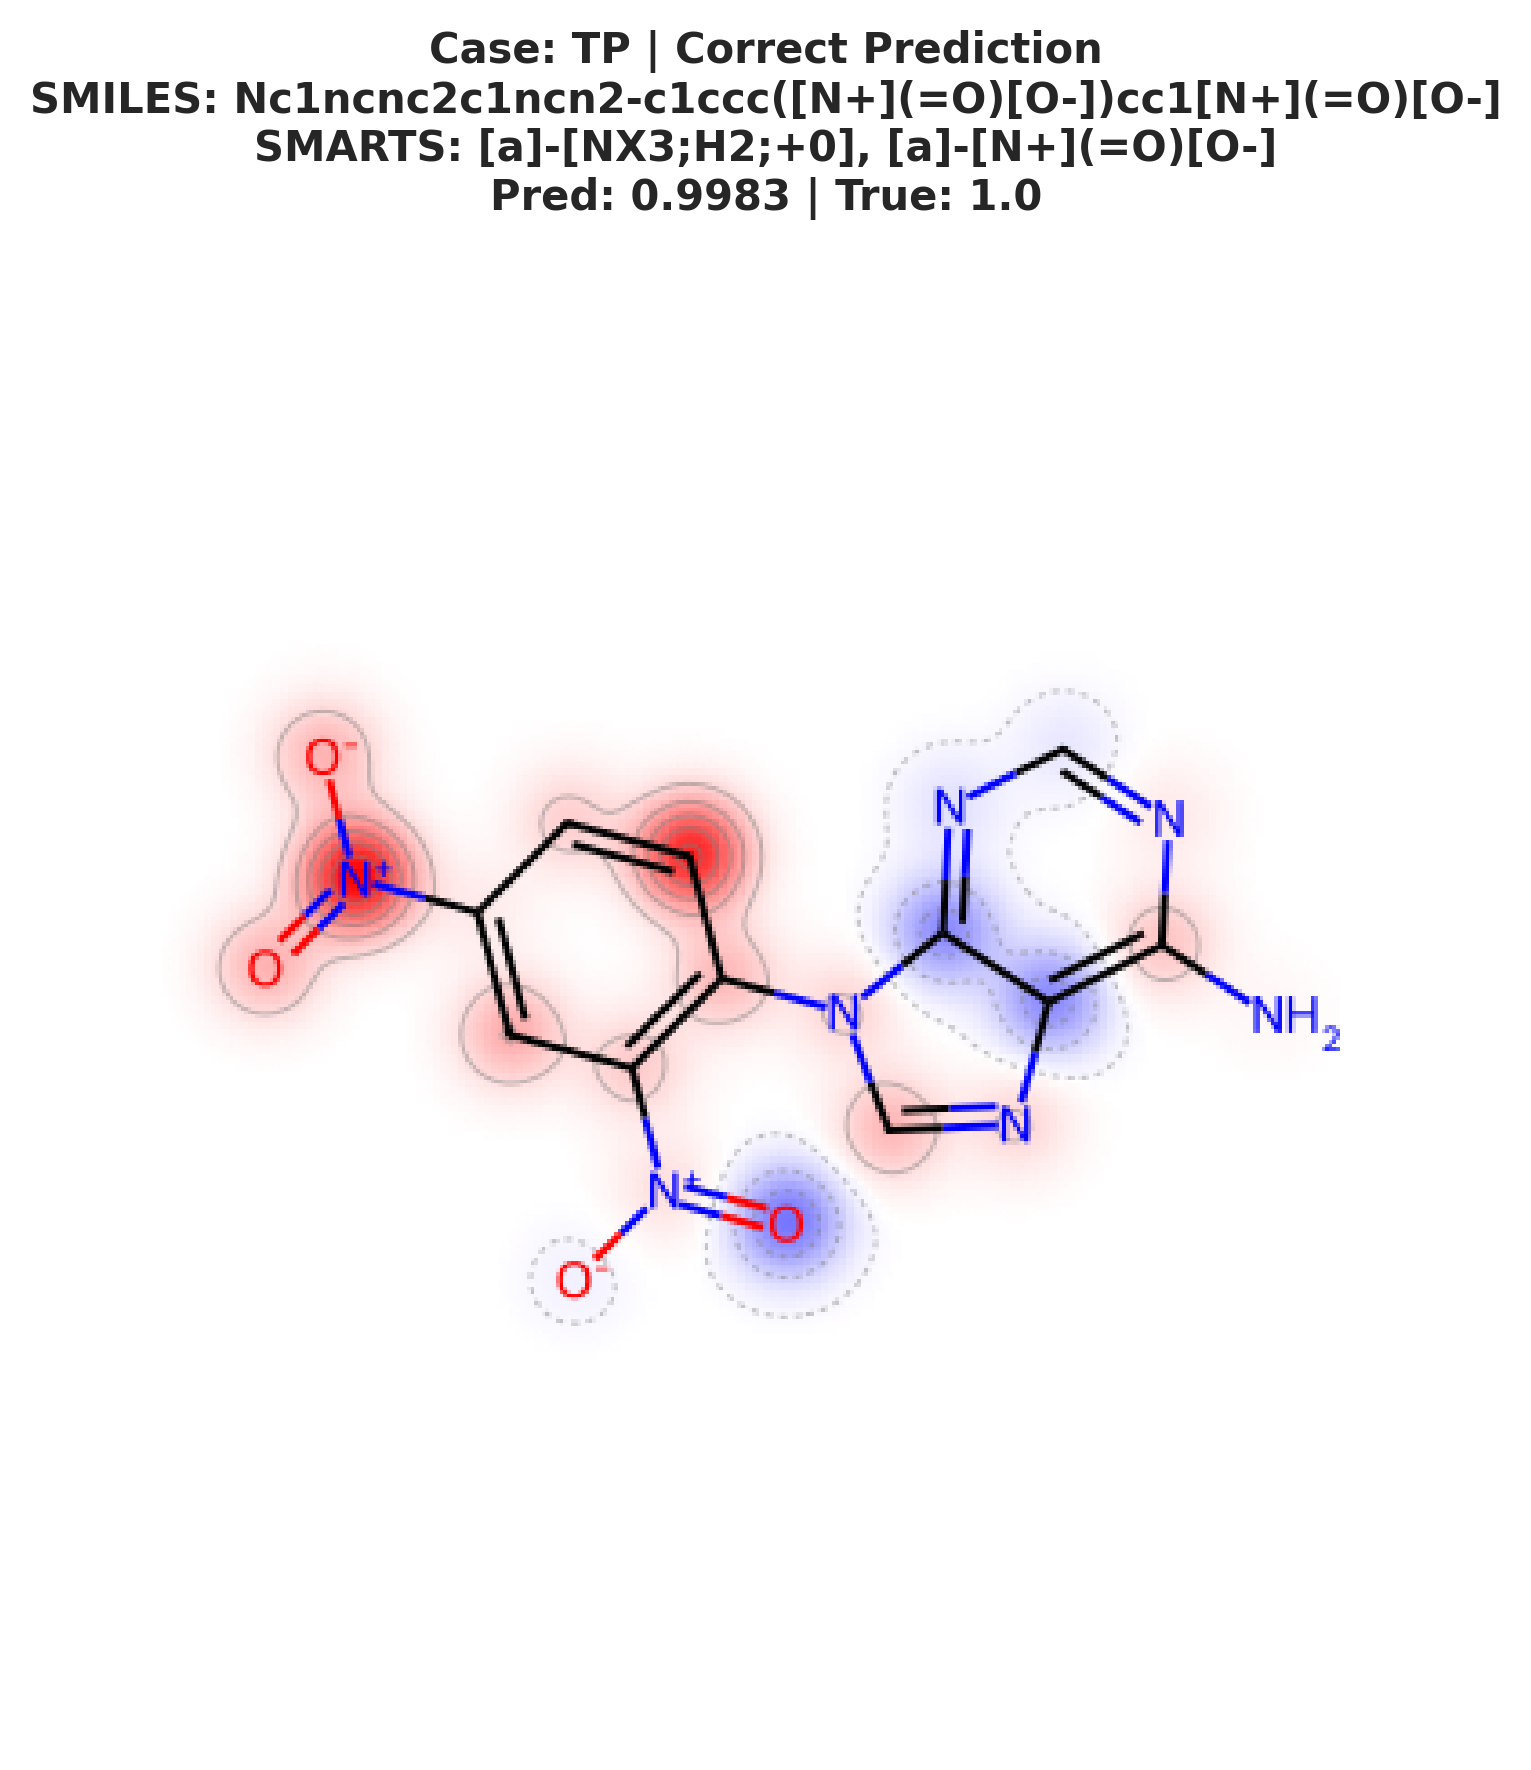 Case: TP | Correct Prediction
SMILES: Nc1ncnc2c1ncn2-c1ccc([N+](=O)[O-])cc1[N+](=O)[O-]
SMARTS: [a]-[NX3;H2;+0], [a]-[N+](=O)[O-]
Pred: 0.9983 | True: 1.0
O-
N
N
N+
O
N
NH2
N
N+
O
O-